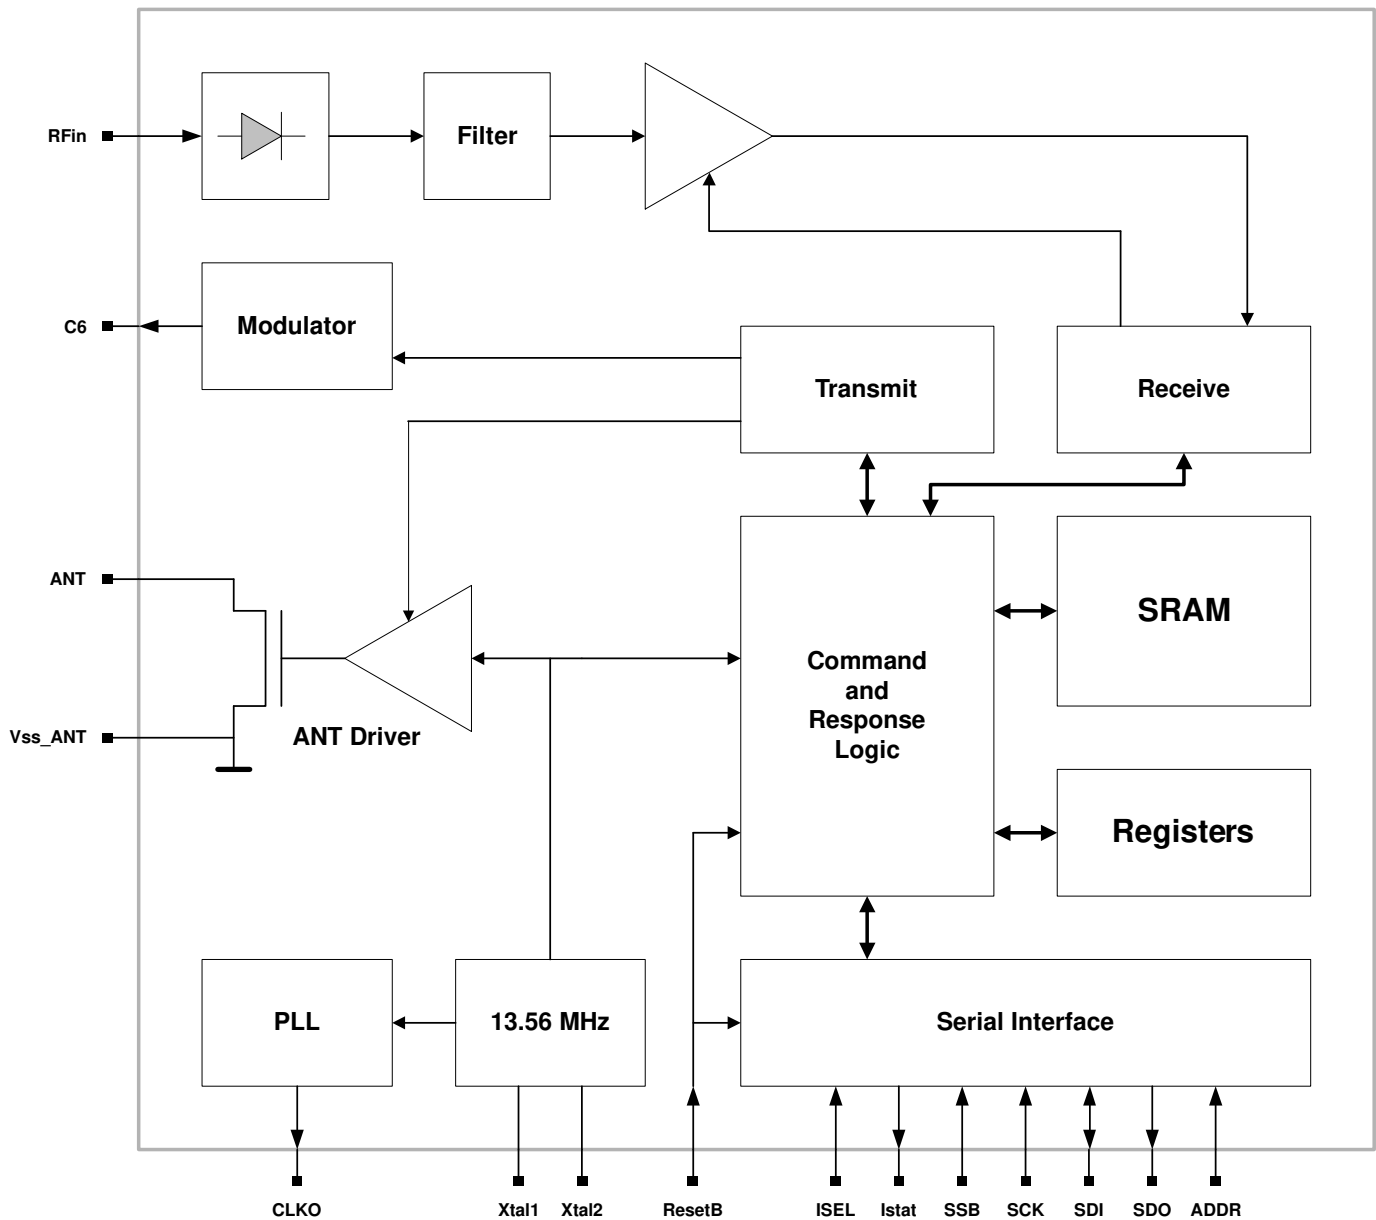 RFin
Filter
C6
Modulator
Transmit
Receive
ANT
SRAM
Command
and
Response
Logic
Vss_ANT
ANT Driver
Registers
PLL
13.56 MHz
Serial Interface
CLKO
Xtal1
Xtal2
ResetB
ISEL
Istat
SSB
SCK
SDI
SDO
ADDR